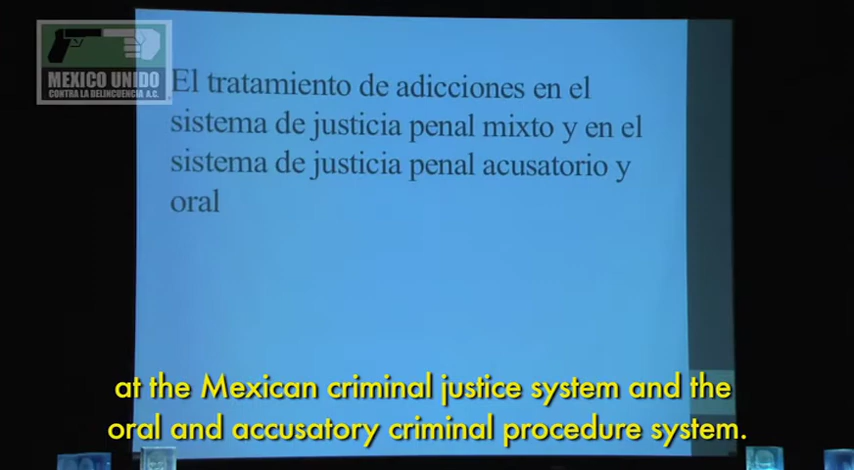 MEXICO UNIDO
CONTRA LA DELINCUENCIA A.C.
El tratamiento de adicciones en el
sistema de justicia penal mixto y en el
sistema de justicia penal acusatorio y
oral
at the Mexican criminal justice system and the
oral and accusatory criminal procedure system.